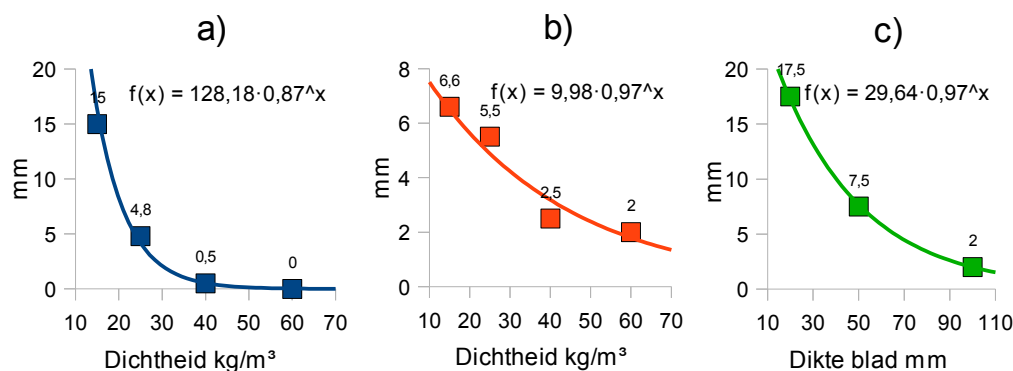 a)
20
15
10
5
0
mm
f(x) = 128,18·0,87^x
15
4,8
0,5
0
10 20 30 40 50 60 70
Dichtheid kg/m³
b)
8
6
4
2
0
mm
f(x) = 9,98·0,97^x
6,6
5,5
2,5
2
10 20 30 40 50 60 70
Dichtheid kg/m³
c)
20
15
10
5
0
mm
17,5
f(x) = 29,64·0,97^x
7,5
2
10 30 50 70 90 110
Dikte blad mm